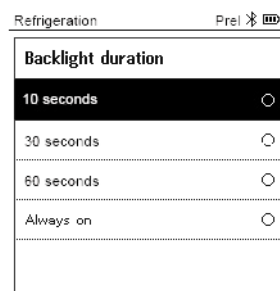 Refrigeration Prel
Backlight duration
10 seconds
30 seconds
60 seconds
Always on